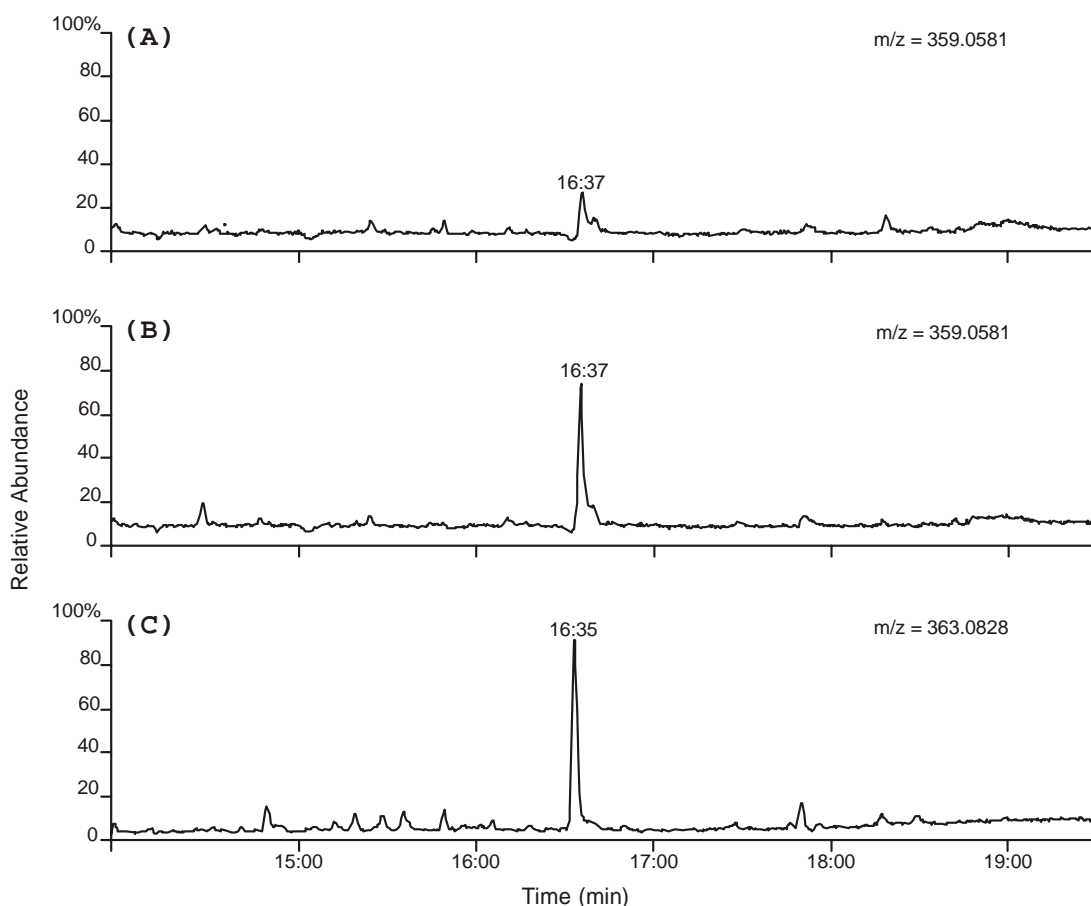 (A)
m/z = 359.0581
100%
80
60
40
20
0
16:37
(B)
m/z = 359.0581
100%
80
60
40
20
0
16:37
(C)
m/z = 363.0828
100%
80
60
40
20
0
16:35
Relative Abundance
15:00 16:00 17:00 18:00 19:00
Time (min)